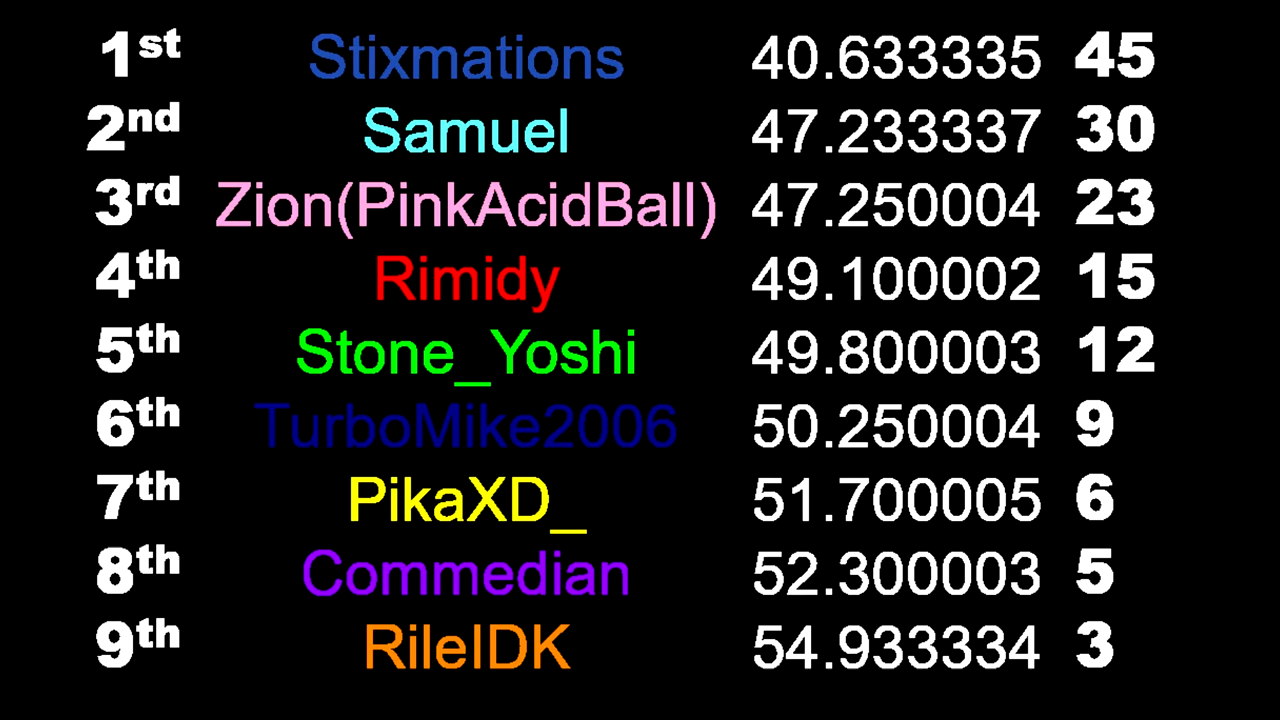 1st Stixmations 40.633335 45
2nd Samuel 47.233337 30
3rd Zion(PinkAcidBall) 47.250004 23
4th Rimidy 49.100002 15
5th Stone_Yoshi 49.800003 12
6th TurboMike2006 50.250004 9
7th PikaXD_ 51.700005 6
8th Commedian 52.300003 5
9th RileIDK 54.933334 3